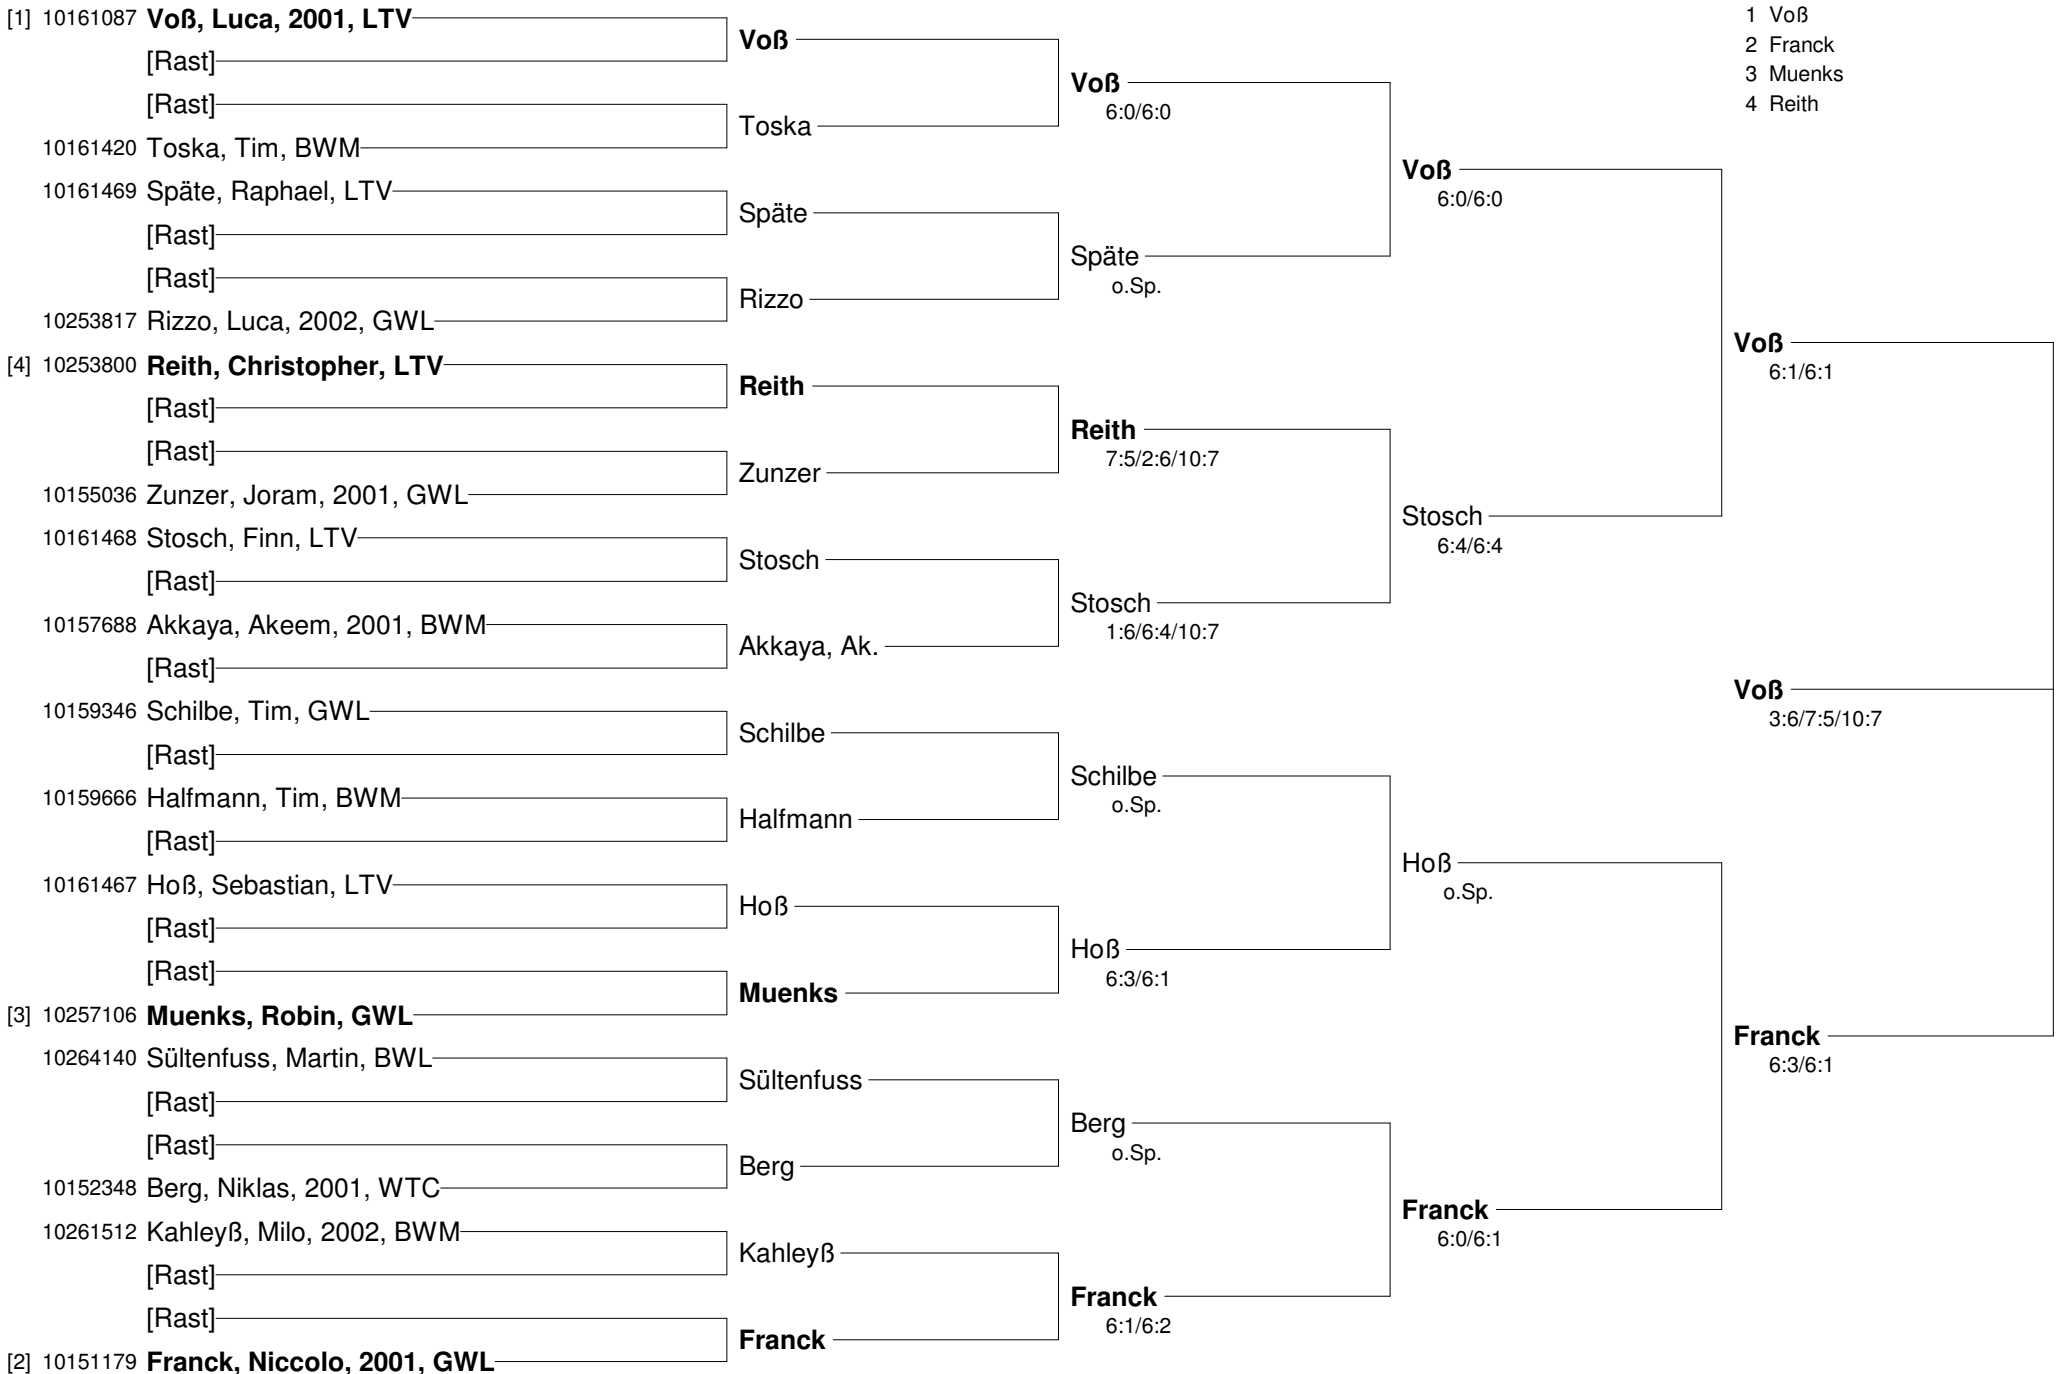 [1] 10161087 Voß, Luca, 2001, LTV
[Rast]
[Rast]
10161420 Toska, Tim, BWM
10161469 Späte, Raphael, LTV
[Rast]
[Rast]
10253817 Rizzo, Luca, 2002, GWL
[4] 10253800 Reith, Christopher, LTV
[Rast]
[Rast]
10155036 Zunzer, Joram, 2001, GWL
10161468 Stosch, Finn, LTV
[Rast]
10157688 Akkaya, Akeem, 2001, BWM
[Rast]
10159346 Schilbe, Tim, GWL
[Rast]
10159666 Halfmann, Tim, BWM
[Rast]
10161467 Hoß, Sebastian, LTV
[Rast]
[Rast]
[3] 10257106 Muenks, Robin, GWL
10264140 Sültenfuss, Martin, BWL
[Rast]
[Rast]
10152348 Berg, Niklas, 2001, WTC
10261512 Kahleyß, Milo, 2002, BWM
[Rast]
[Rast]
[2] 10151179 Franck, Niccolo, 2001, GWL
Voß
Toska
Späte
Rizzo
Reith
Zunzer
Stosch
Akkaya, Ak.
Schilbe
Halfmann
Hoß
Muenks
Sültenfuss
Berg
Kahleyß
Franck
Voß
6:0/6:0
Späte
o.Sp.
Reith
7:5/2:6/10:7
Stosch
1:6/6:4/10:7
Schilbe
o.Sp.
Hoß
6:3/6:1
Berg
o.Sp.
Franck
6:1/6:2
Voß
6:0/6:0
Stosch
6:4/6:4
Hoß
o.Sp.
Franck
6:0/6:1
1 Voß
2 Franck
3 Muenks
4 Reith
Voß
6:1/6:1
Voß
3:6/7:5/10:7
Franck
6:3/6:1